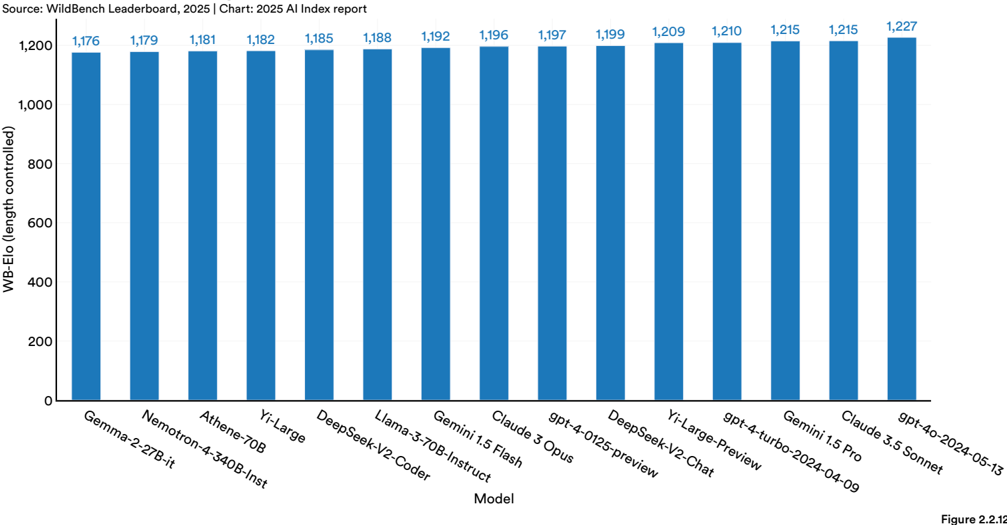 Source: WildBench Leaderboard, 2025 | Chart: 2025 AI Index report
1,176 1,179 1,181 1,182 1,185 1,188 1,192 1,196 1,197 1,199 1,209 1,210 1,215 1,215 1,227
1,200
1,000
800
600
400
200
0
WB-Elo (length controlled)
Gemma-2-27B-it
Nemotron-4-340B-Inst
Athene-70B
Yi-Large
DeepSeek-V2-Coder
Llama-3-70B-Instruct
Gemini 1.5 Flash
Claude 3 Opus
gpt-4-0125-preview
DeepSeek-V2-Chat
Yi-Large-Preview
gpt-4-turbo-2024-04-09
Gemini 1.5 Pro
Claude 3.5 Sonnet
gpt-4o-2024-05-13
Model
Figure 2.2.12